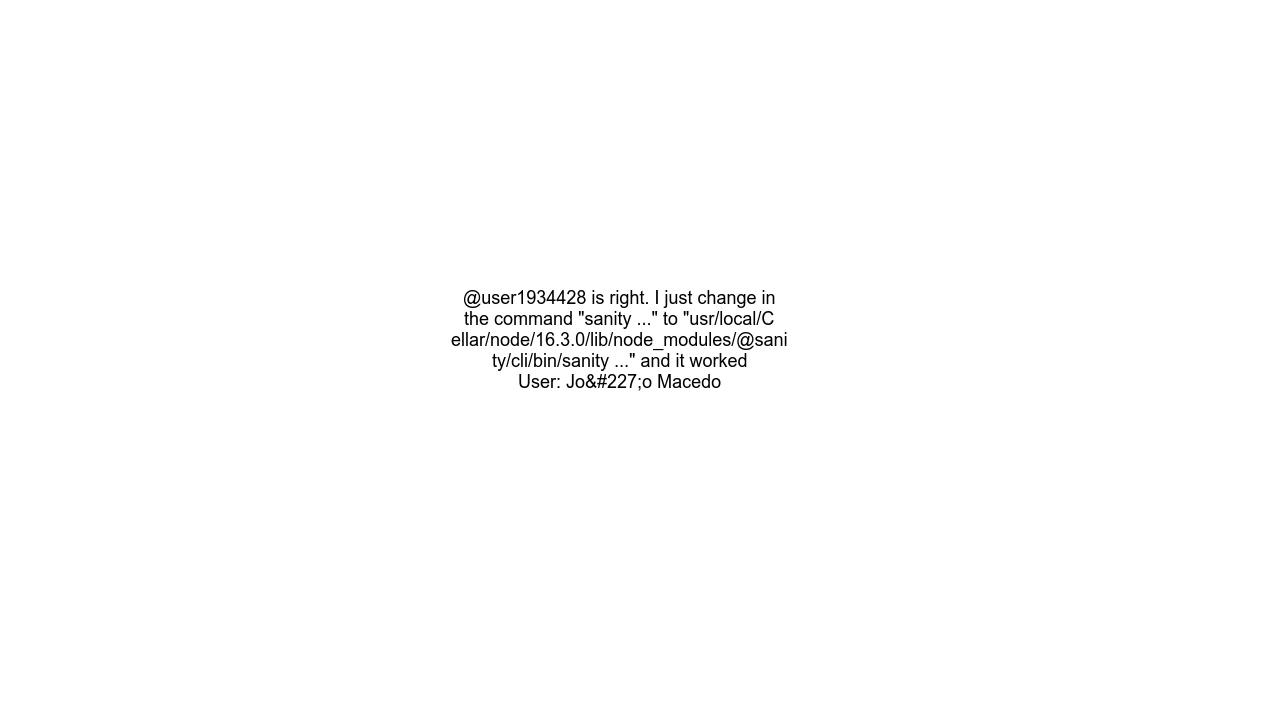 @user1934428 is right. I just change in
the command "sanity ..." to "usr/local/C
ellar/node/16.3.0/lib/node_modules/@sani
ty/cli/bin/sanity ..." and it worked
User: Jo&#227;o Macedo